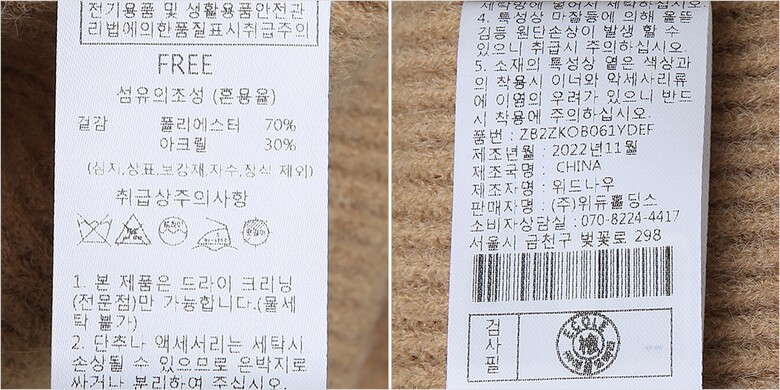 전기용품 및 생활용품안전관
리법에의한품질표시취급주의
FREE
섬유의조성 (혼용율)
겉감 폴리에스터 70%
아크릴 30%
(심지,상표,보강재,자수,장식 제외)
취급상주의사항
1. 본 제품은 드라이 크리닝
(전문점)만 가능합니다.(물세
탁 불가)
2. 단추나 액세서리는 세탁시
손상될 수 있으므로 은박지로
싸거나 분리하여 주십시오.
4. 특성상 마찰등에 의해 올뜯
김등 원단손상이 발생 할수
있으니 취급시 주의하십시오.
5. 소재의 특성상 옅은 색상과
의 착용시 이너와 악세사리류
에 이염의 우려가 있으니 반드
시 착용에 주의하십시오.
품번 : ZB2ZKOB061YDEF
제조년월 : 2022년11월
제조국명 : CHINA
제조자명 : 위드나우
판매자명 : (주)위듀홀딩스
소비자상담실 : 070-8224-4417
서울시 금천구 벚꽃로 298
검
사
필
ECOLE